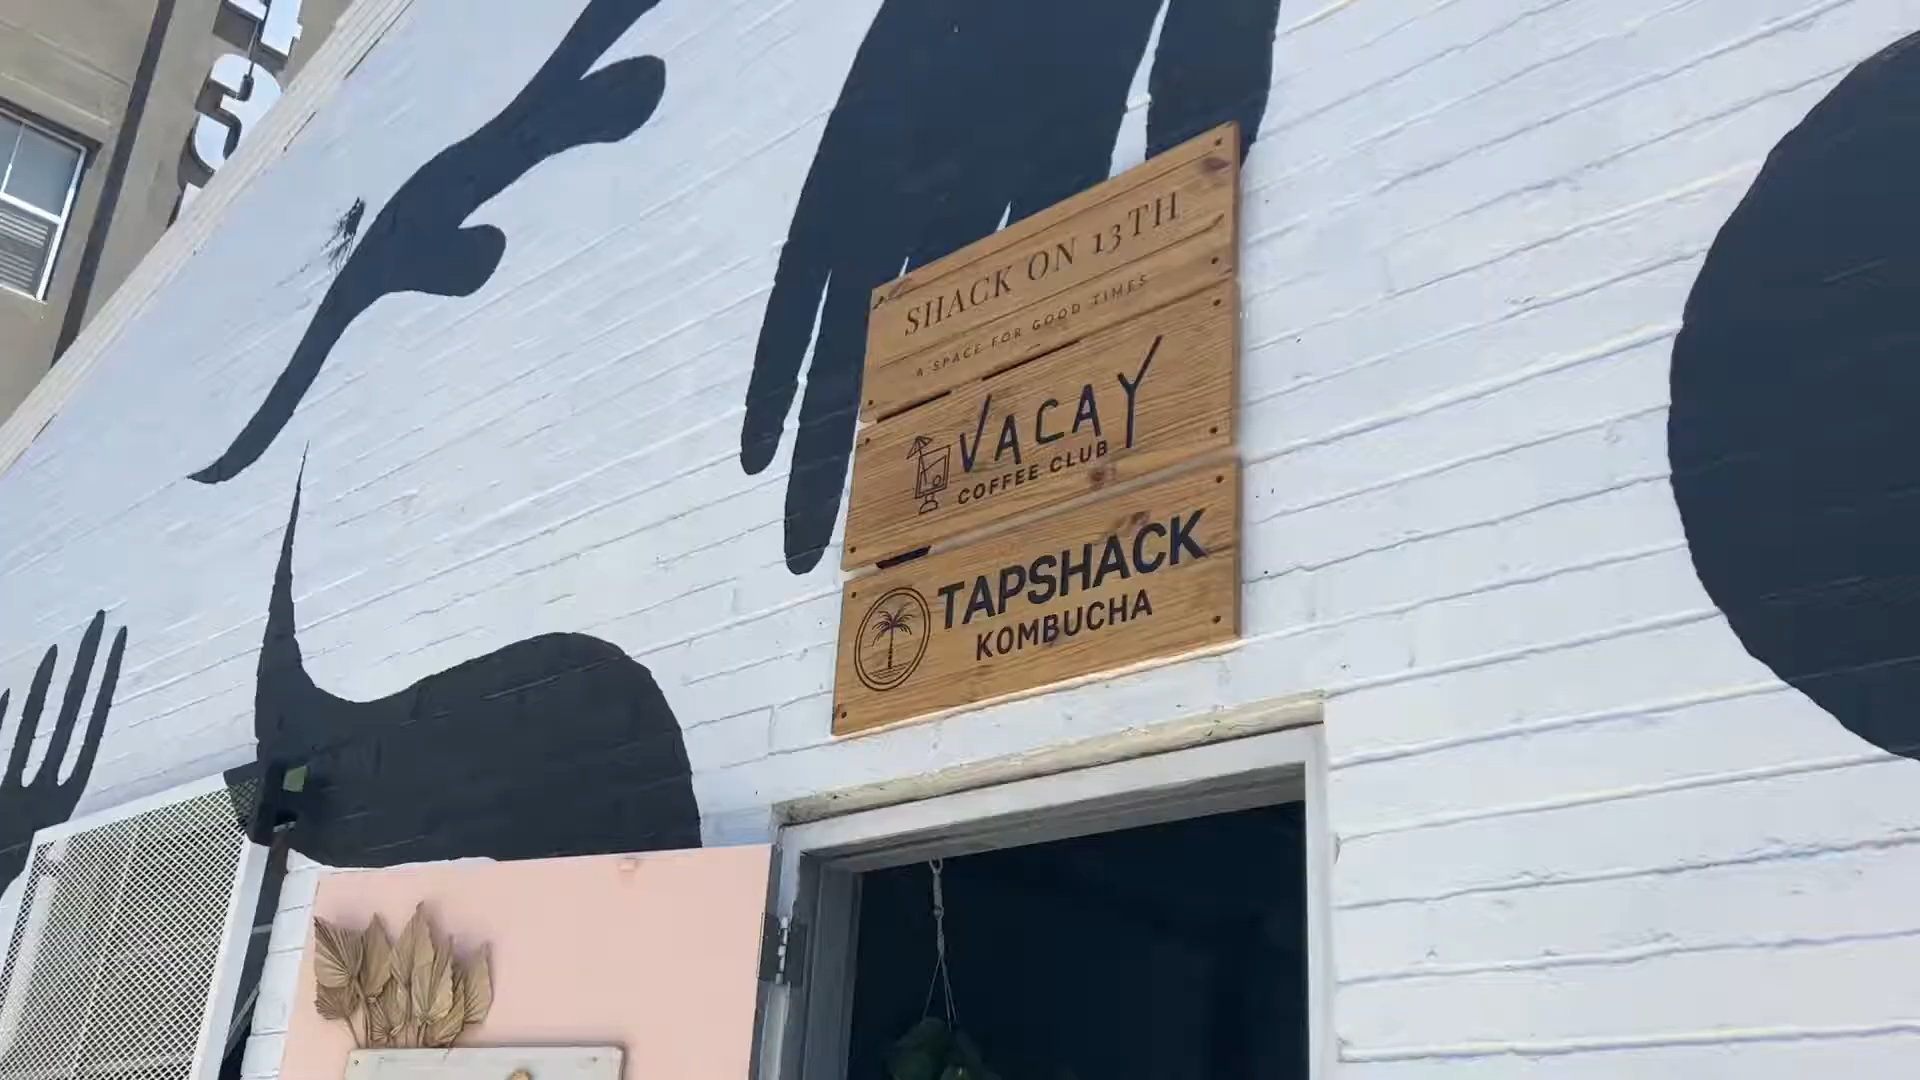 SHACK ON 13TH
A SPACE FOR GOOD TIMES
VACAY
COFFEE CLUB
TAPSHACK
KOMBUCHA